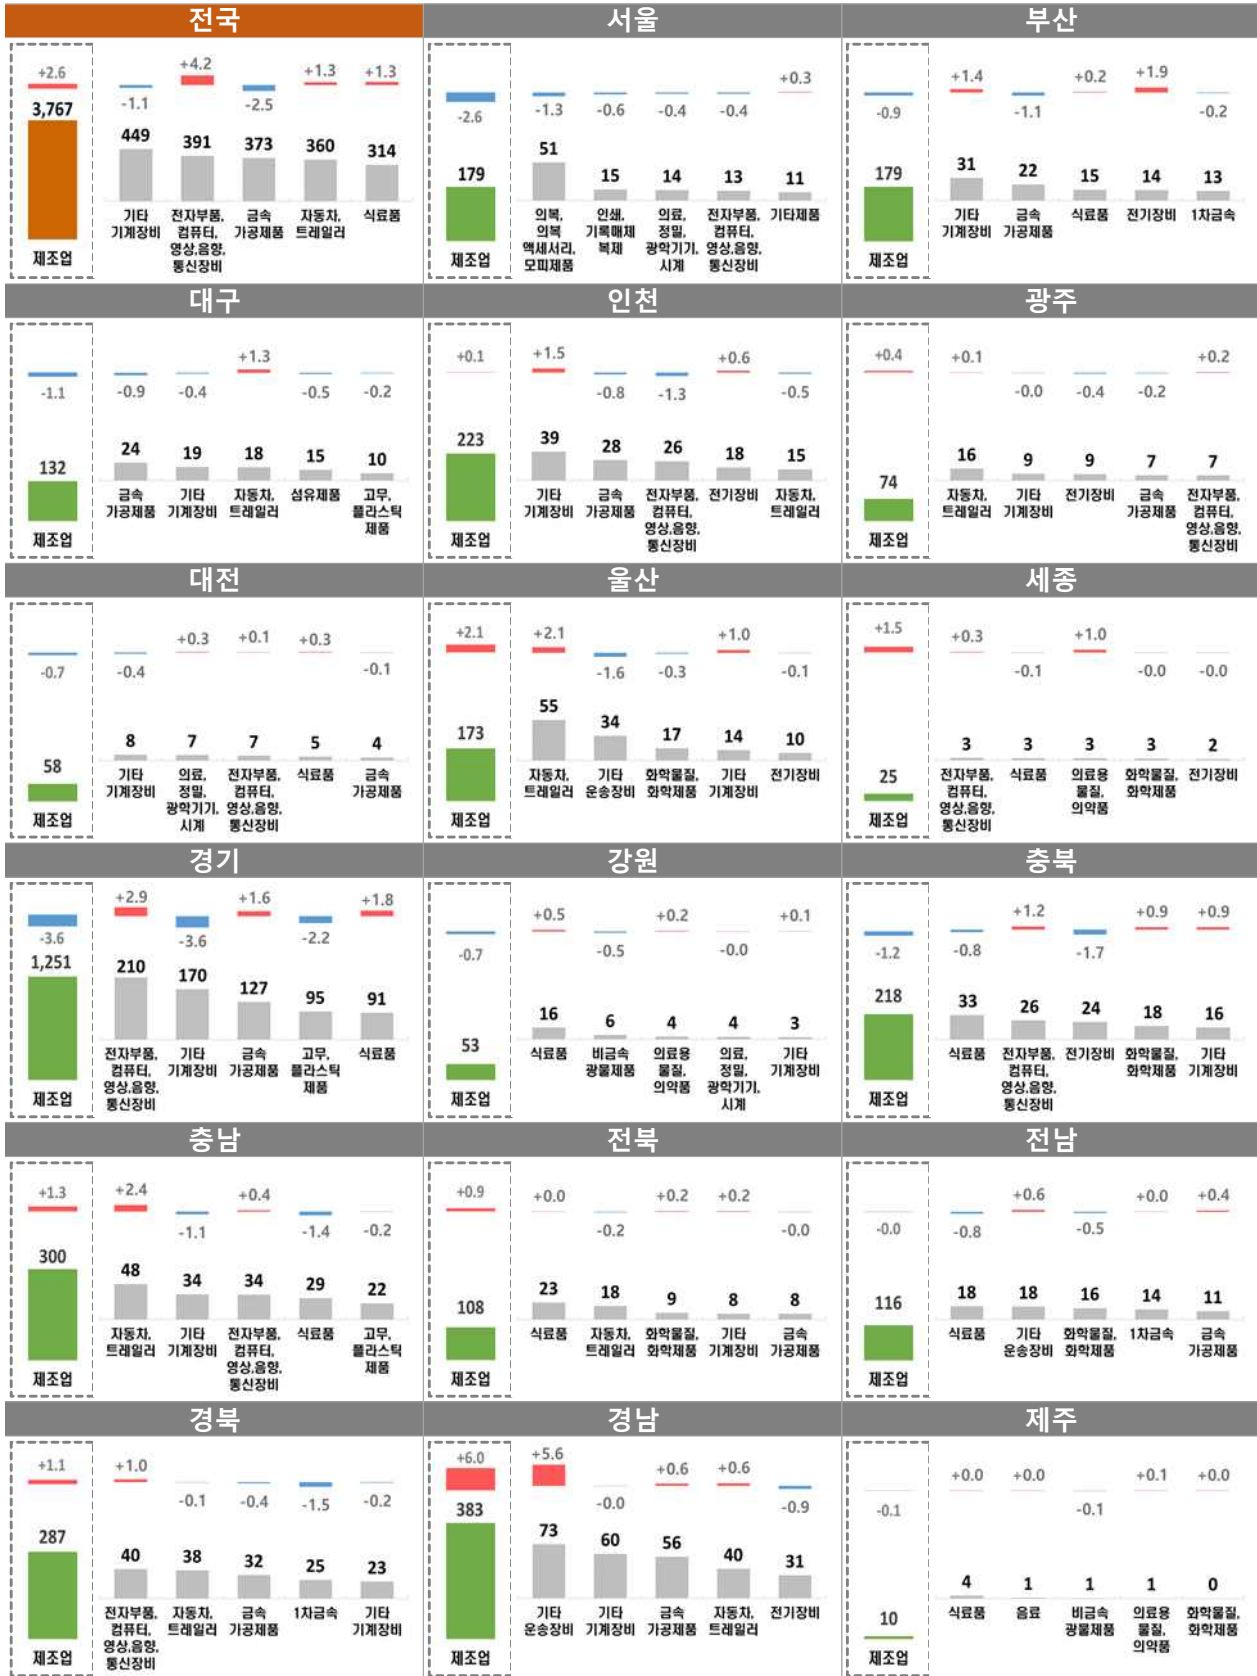 전국
+2.6
3,767
제조업
-1.1
+4.2
-2.5
+1.3
+1.3
449
391
373
360
314
기타
기계장비
전자부품,
컴퓨터,
영상,음향,
통신장비
금속
가공제품
자동차,
트레일러
식료품
서울
-2.6
179
제조업
-1.3
-0.6
-0.4
-0.4
+0.3
51
15
14
13
11
의복,
의복
액세서리,
모피제품
인쇄,
기록매체
복제
의료,
정밀,
광학기기,
시계
전자부품,
컴퓨터,
영상,음향,
통신장비
기타제품
부산
-0.9
179
제조업
+1.4
-1.1
+0.2
+1.9
-0.2
31
22
15
14
13
기타
기계장비
금속
가공제품
식료품
전기장비
1차금속
대구
-1.1
132
제조업
-0.9
-0.4
+1.3
-0.5
-0.2
24
19
18
15
10
금속
가공제품
기타
기계장비
자동차,
트레일러
섬유제품
고무,
플라스틱
제품
인천
+0.1
223
제조업
+1.5
-0.8
-1.3
+0.6
-0.5
39
28
26
18
15
기타
기계장비
금속
가공제품
전자부품,
컴퓨터,
영상,음향,
통신장비
전기장비
자동차,
트레일러
광주
+0.4
74
제조업
+0.1
-0.0
-0.4
-0.2
+0.2
16
9
9
7
7
자동차,
트레일러
기타
기계장비
전기장비
금속
가공제품
전자부품,
컴퓨터,
영상,음향,
통신장비
대전
-0.7
58
제조업
-0.4
+0.3
+0.1
+0.3
-0.1
8
7
7
5
4
기타
기계장비
의료,
정밀,
광학기기,
시계
전자부품,
컴퓨터,
영상,음향,
통신장비
식료품
금속
가공제품
울산
+2.1
173
제조업
+2.1
-1.6
-0.3
+1.0
-0.1
55
34
17
14
10
자동차,
트레일러
기타
운송장비
화학물질,
화학제품
기타
기계장비
전기장비
세종
+1.5
25
제조업
+0.3
-0.1
+1.0
-0.0
-0.0
3
3
3
3
2
전자부품,
컴퓨터,
영상,음향,
통신장비
식료품
의료용
물질,
의약품
화학물질,
화학제품
전기장비
경기
-3.6
1,251
제조업
+2.9
-3.6
+1.6
-2.2
+1.8
210
170
127
95
91
전자부품,
컴퓨터,
영상,음향,
통신장비
기타
기계장비
금속
가공제품
고무,
플라스틱
제품
식료품
강원
-0.7
53
제조업
+0.5
-0.5
+0.2
-0.0
+0.1
16
6
4
4
3
식료품
비금속
광물제품
의료용
물질,
의약품
의료,
정밀,
광학기기,
시계
기타
기계장비
충북
-1.2
218
제조업
-0.8
+1.2
-1.7
+0.9
+0.9
33
26
24
18
16
식료품
전자부품,
컴퓨터,
영상,음향,
통신장비
전기장비
화학물질,
화학제품
기타
기계장비
충남
+1.3
300
제조업
+2.4
-1.1
+0.4
-1.4
-0.2
48
34
34
29
22
자동차,
트레일러
기타
기계장비
전자부품,
컴퓨터,
영상,음향,
통신장비
식료품
고무,
플라스틱
제품
전북
+0.9
108
제조업
+0.0
-0.2
+0.2
+0.2
-0.0
23
18
9
8
8
식료품
자동차,
트레일러
화학물질,
화학제품
기타
기계장비
금속
가공제품
전남
-0.0
116
제조업
-0.8
+0.6
-0.5
+0.0
+0.4
18
18
16
14
11
식료품
기타
운송장비
화학물질,
화학제품
1차금속
금속
가공제품
경북
+1.1
287
제조업
+1.0
-0.1
-0.4
-1.5
-0.2
40
38
32
25
23
전자부품,
컴퓨터,
영상,음향,
통신장비
자동차,
트레일러
금속
가공제품
1차금속
기타
기계장비
경남
+6.0
383
제조업
+5.6
-0.0
+0.6
+0.6
-0.9
73
60
56
40
31
기타
운송장비
기타
기계장비
금속
가공제품
자동차,
트레일러
전기장비
제주
-0.1
10
제조업
+0.0
+0.0
-0.1
+0.1
+0.0
4
1
1
1
0
식료품
음료
비금속
광물제품
의료용
물질,
의약품
화학물질,
화학제품